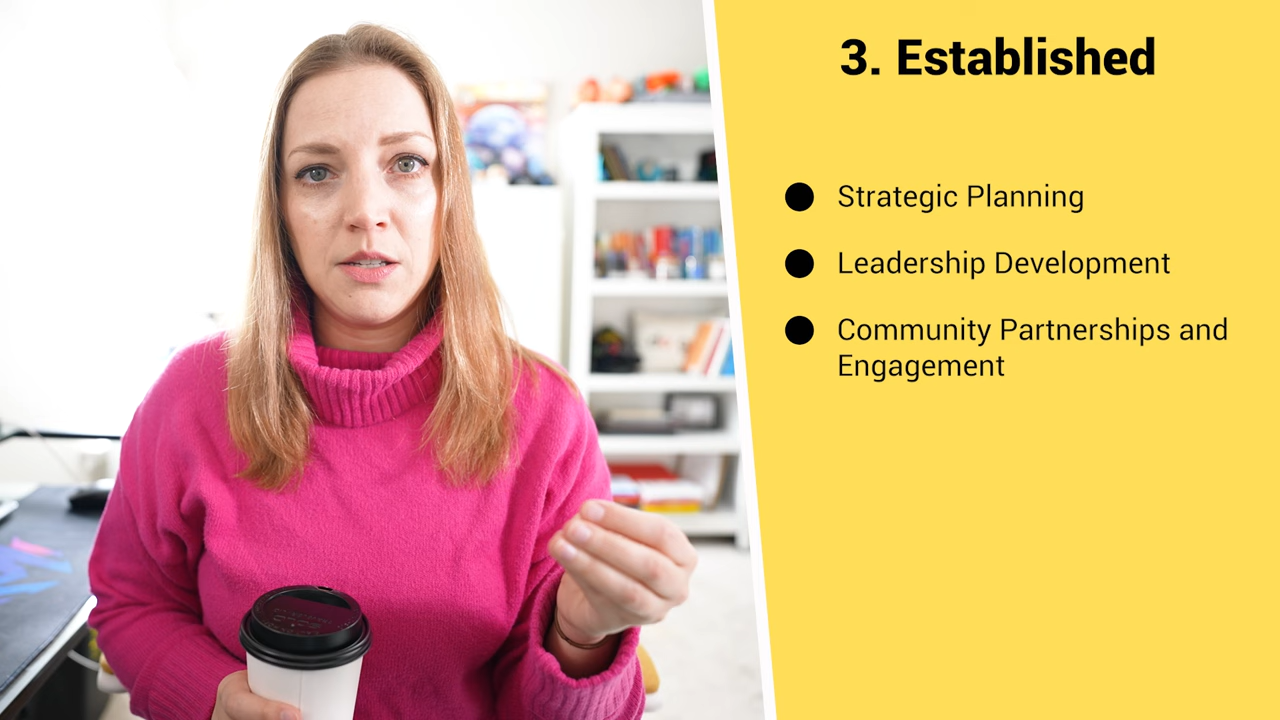 3. Established
Strategic Planning
Leadership Development
Community Partnerships and
Engagement